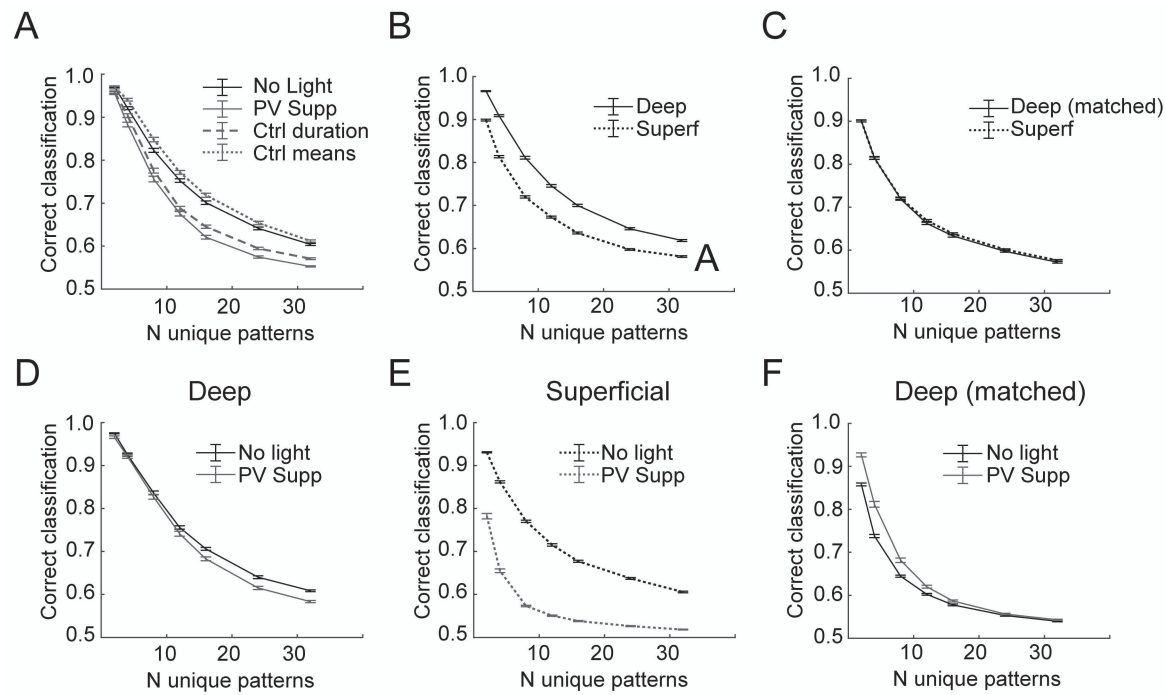 A
B
C
Correct classification
1.0
0.9
0.8
0.7
0.6
0.5
10
20
30
N unique patterns
No Light
PV Supp
Ctrl duration
Ctrl means
Correct classification
1.0
0.9
0.8
0.7
0.6
0.5
10
20
30
N unique patterns
Deep
Superf
A
Correct classification
1.0
0.9
0.8
0.7
0.6
0.5
10
20
30
N unique patterns
Deep (matched)
Superf
D
Deep
E
Superficial
F
Deep (matched)
Correct classification
1.0
0.9
0.8
0.7
0.6
0.5
10
20
30
N unique patterns
No light
PV Supp
Correct classification
1.0
0.9
0.8
0.7
0.6
0.5
10
20
30
N unique patterns
No light
PV Supp
Correct classification
1.0
0.9
0.8
0.7
0.6
0.5
10
20
30
N unique patterns
No light
PV Supp